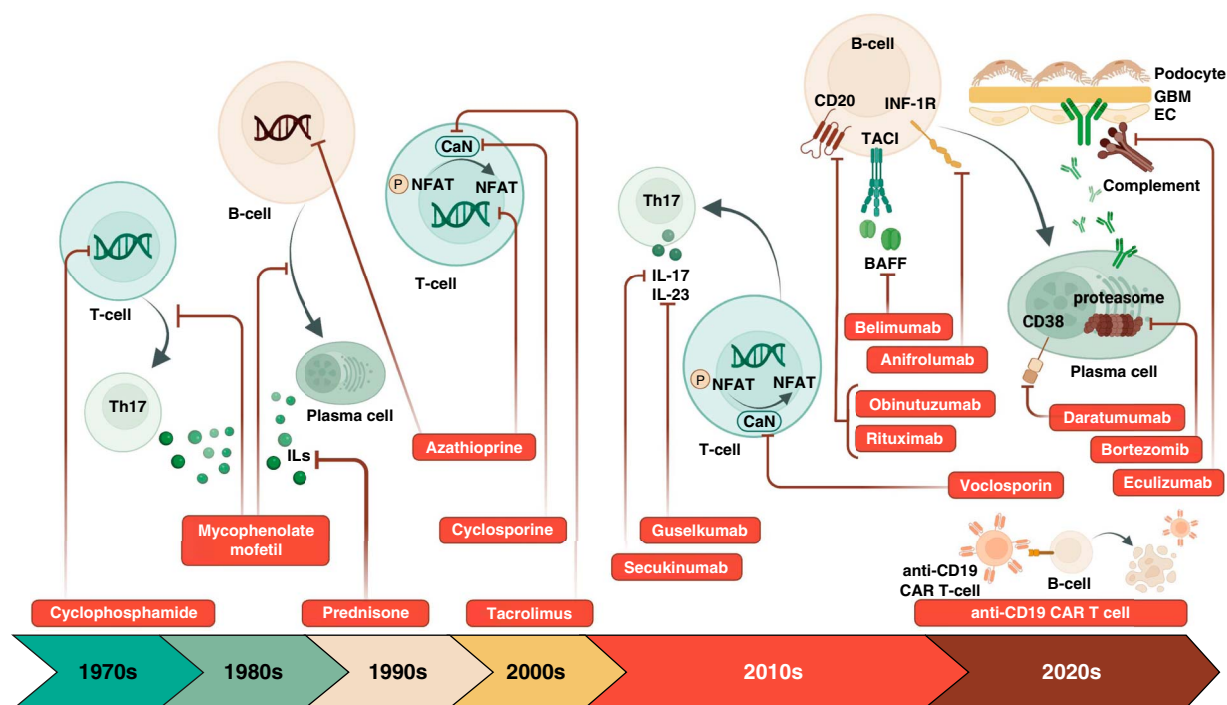 B-cell
CD20
INF-1R
TACI
BAFF
Podocyte
GBM
EC
Complement
CaN
P
NFAT
NFAT
T-cell
B-cell
T-cell
Th17
Th17
IL-17
IL-23
proteasome
CD38
Plasma cell
Plasma cell
ILs
P
NFAT
NFAT
CaN
T-cell
Belimumab
Anifrolumab
Obinutuzumab
Rituximab
Daratumumab
Bortezomib
Eculizumab
Azathioprine
Voclosporin
Mycophenolate
mofetil
Cyclosporine
Guselkumab
Secukinumab
anti-CD19
CAR T-cell
B-cell
Cyclophosphamide
Prednisone
Tacrolimus
anti-CD19 CAR T cell
1970s
1980s
1990s
2000s
2010s
2020s